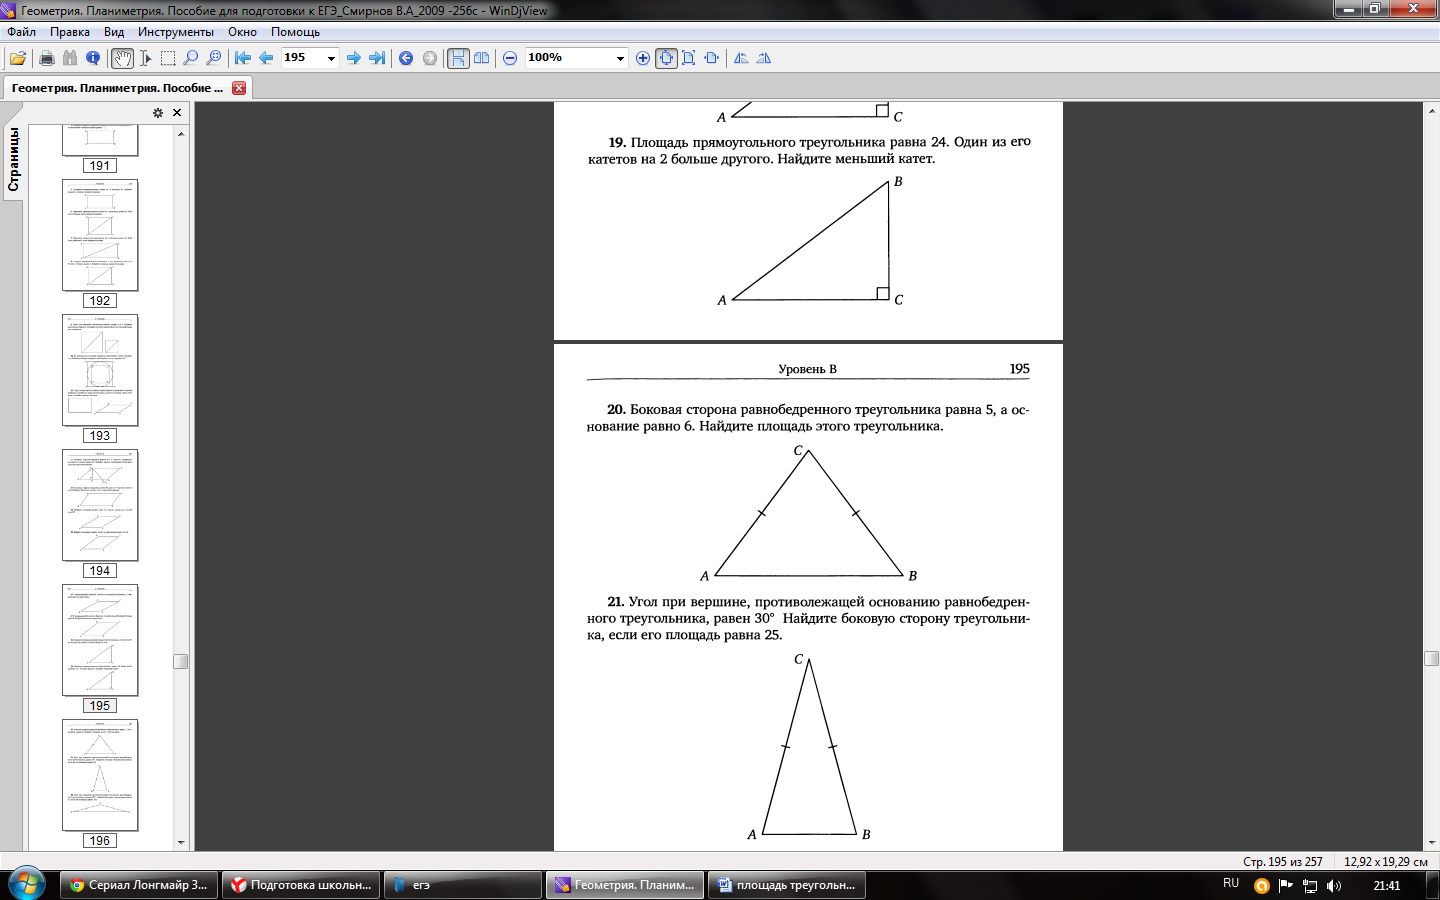 Геометрия. Планиметрия. Пособие для подготовки к ЕГЭ_Смирнов В.А_2009 -256с - WinDjView
Файл Правка Вид Инструменты Окно Помощь
195 100%
Геометрия. Планиметрия. Пособие ...
Страницы
191
192
193
194
195
196
A C
19. Площадь прямоугольного треугольника равна 24. Один из его
катетов на 2 больше другого. Найдите меньший катет.
B
A C
Уровень В 195
20. Боковая сторона равнобедренного треугольника равна 5, а ос-
нование равно 6. Найдите площадь этого треугольника.
C
A B
21. Угол при вершине, противолежащей основанию равнобедрен-
ного треугольника, равен 30° Найдите боковую сторону треугольни-
ка, если его площадь равна 25.
C
A B
Стр. 195 из 257 12,92 x 19,29 см
Сериал Лонгмайр 3... Подготовка школьн... егэ Геометрия. Планим... площадь треугольн... RU 21:41